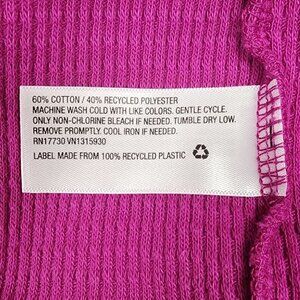 60% COTTON / 40% RECYCLED POLYESTER
MACHINE WASH COLD WITH LIKE COLORS. GENTLE CYCLE.
ONLY NON-CHLORINE BLEACH IF NEEDED. TUMBLE DRY LOW.
REMOVE PROMPTLY. COOL IRON IF NEEDED.
RN17730 VN1315930
LABEL MADE FROM 100% RECYCLED PLASTIC